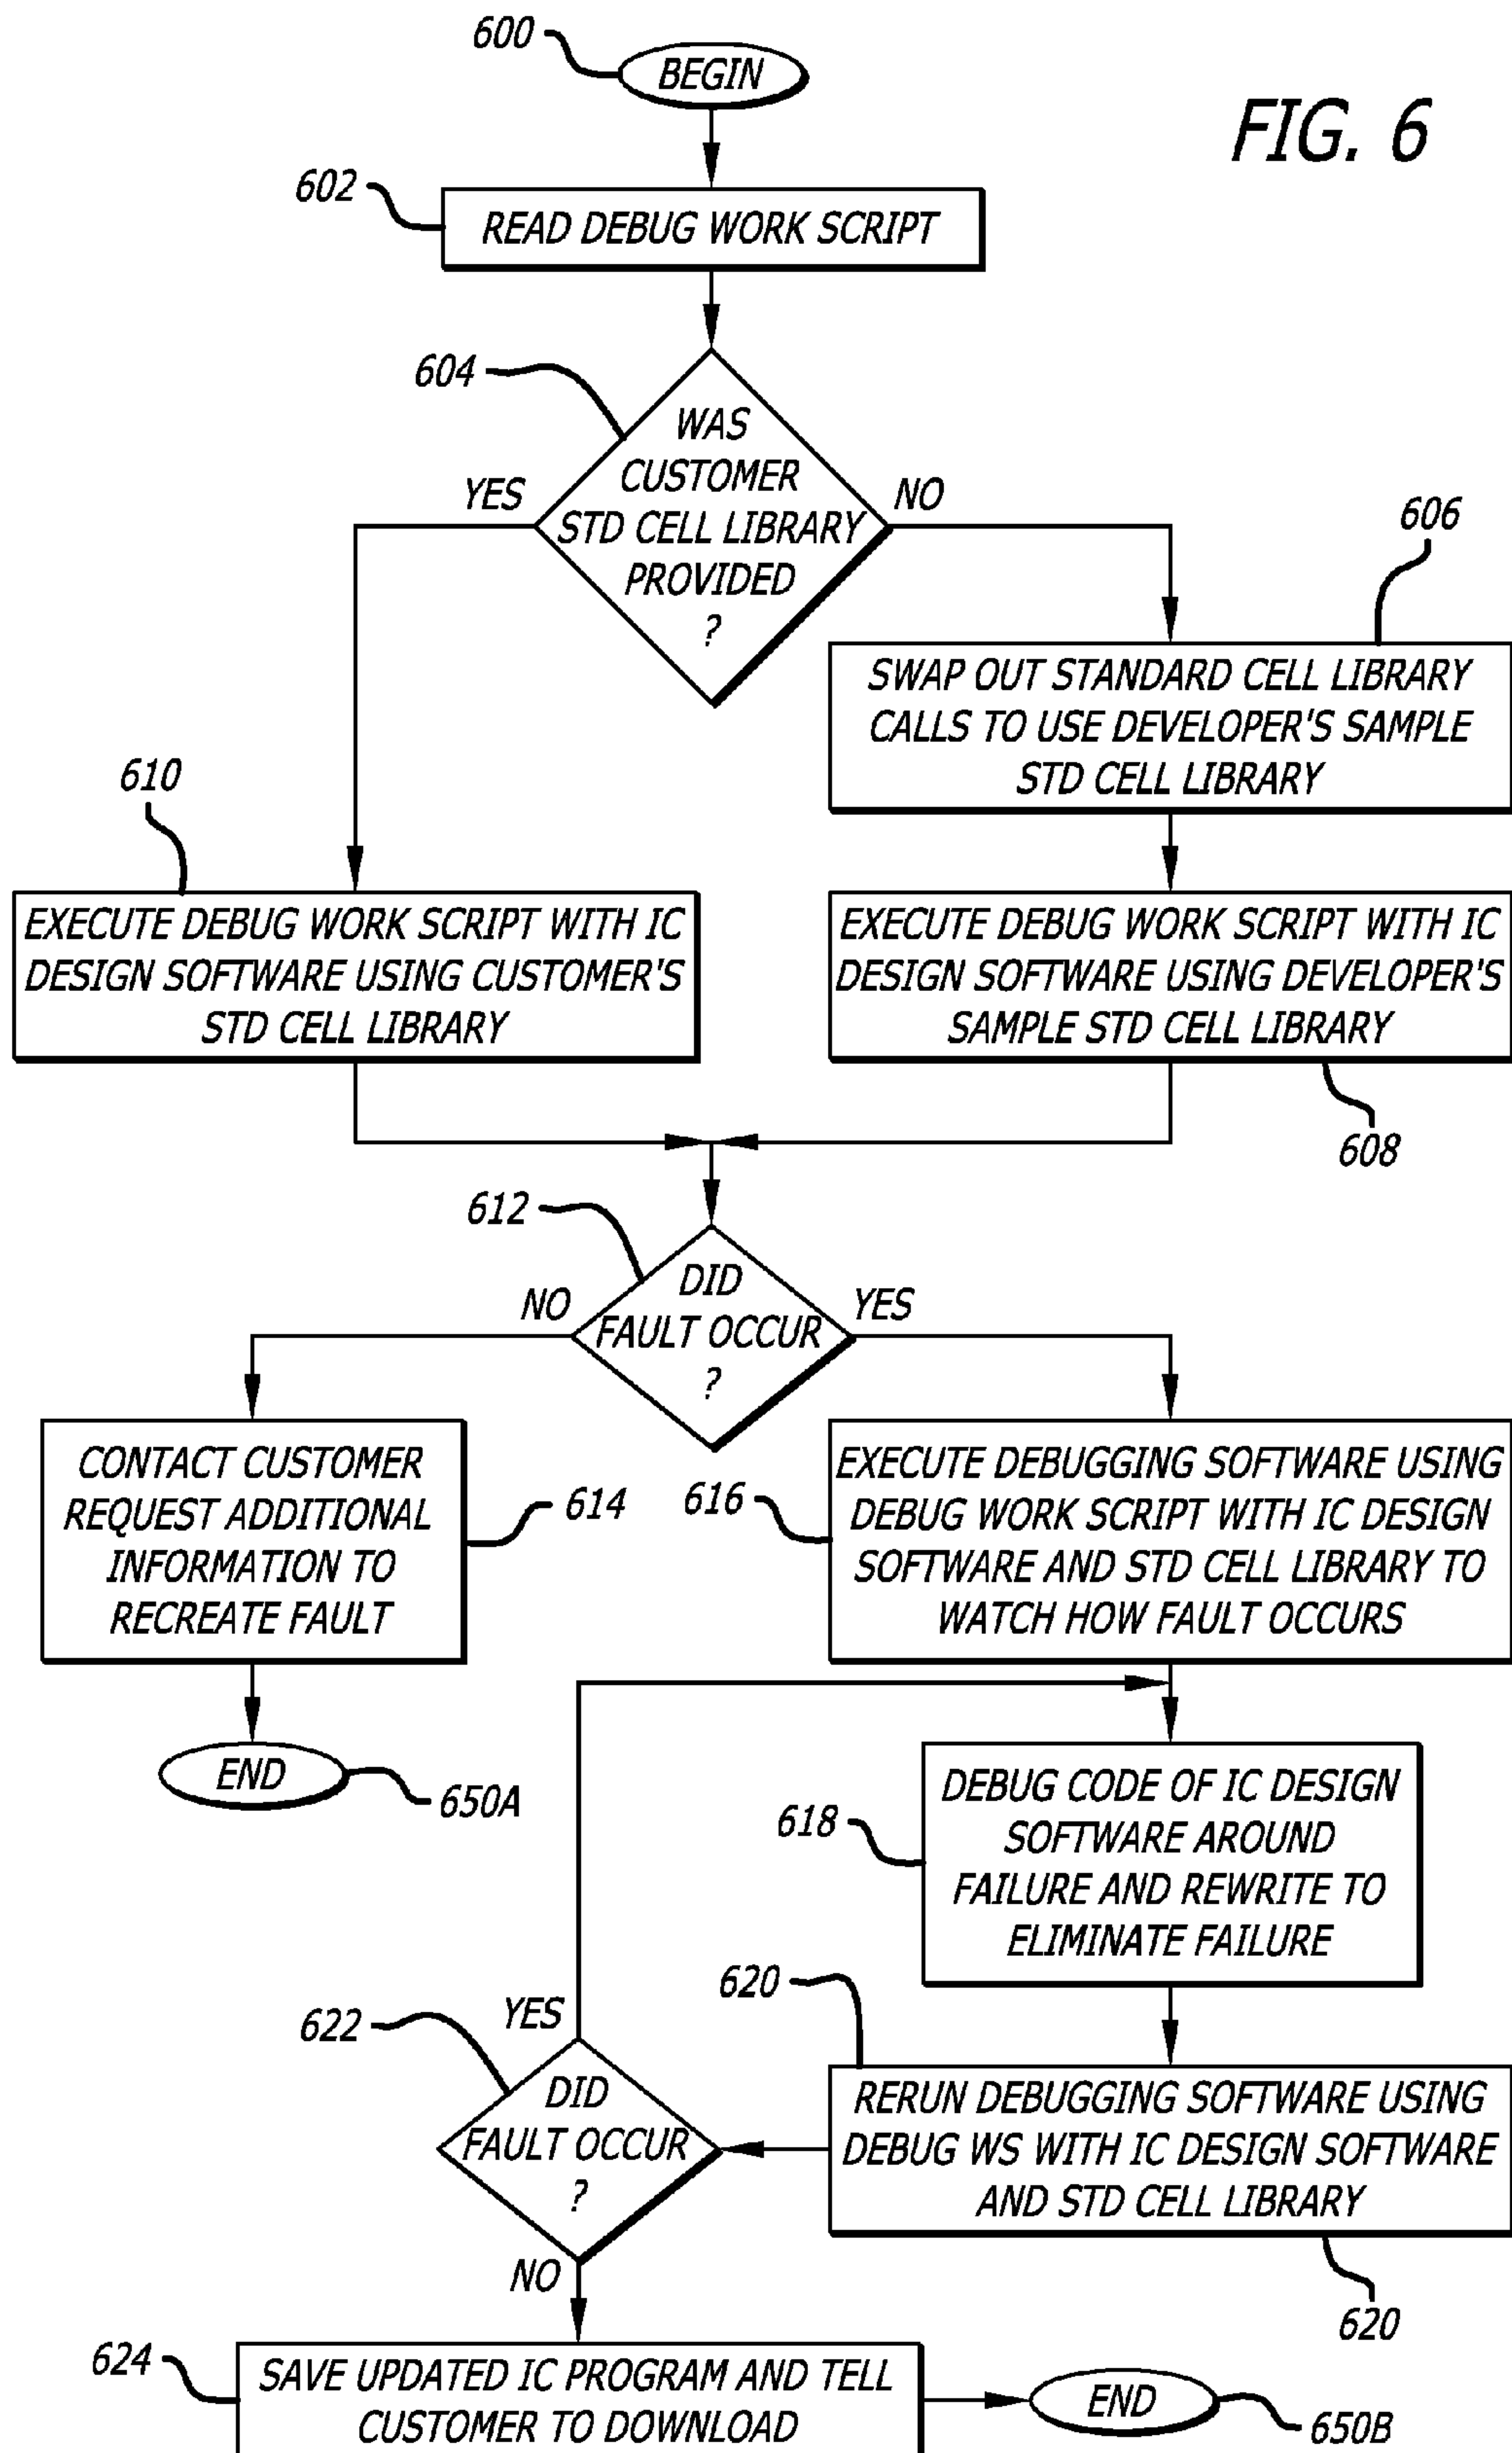 600
BEGIN
FIG. 6
602
READ DEBUG WORK SCRIPT
604
WAS
CUSTOMER
STD CELL LIBRARY
PROVIDED
?
YES
NO
606
SWAP OUT STANDARD CELL LIBRARY
CALLS TO USE DEVELOPER'S SAMPLE
STD CELL LIBRARY
610
EXECUTE DEBUG WORK SCRIPT WITH IC
DESIGN SOFTWARE USING CUSTOMER'S
STD CELL LIBRARY
EXECUTE DEBUG WORK SCRIPT WITH IC
DESIGN SOFTWARE USING DEVELOPER'S
SAMPLE STD CELL LIBRARY
608
612
DID
FAULT OCCUR
?
NO
YES
CONTACT CUSTOMER
REQUEST ADDITIONAL
INFORMATION TO
RECREATE FAULT
614
616
EXECUTE DEBUGGING SOFTWARE USING
DEBUG WORK SCRIPT WITH IC DESIGN
SOFTWARE AND STD CELL LIBRARY TO
WATCH HOW FAULT OCCURS
END
650A
618
DEBUG CODE OF IC DESIGN
SOFTWARE AROUND
FAILURE AND REWRITE TO
ELIMINATE FAILURE
620
622
YES
DID
FAULT OCCUR
?
NO
RERUN DEBUGGING SOFTWARE USING
DEBUG WS WITH IC DESIGN SOFTWARE
AND STD CELL LIBRARY
620
624
SAVE UPDATED IC PROGRAM AND TELL
CUSTOMER TO DOWNLOAD
END
650B